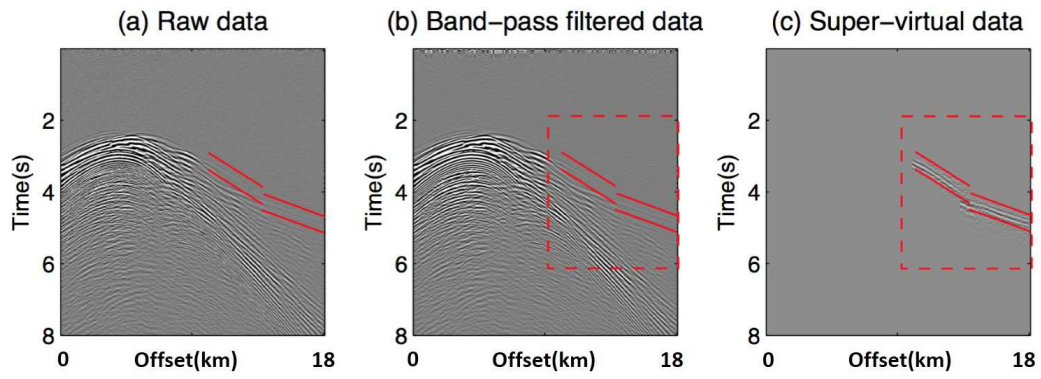 (a) Raw data
(b) Band-pass filtered data
(c) Super-virtual data
Time(s)
2
4
6
8
0
Offset(km)
18
Time(s)
2
4
6
8
0
Offset(km)
18
Time(s)
2
4
6
8
0
Offset(km)
18